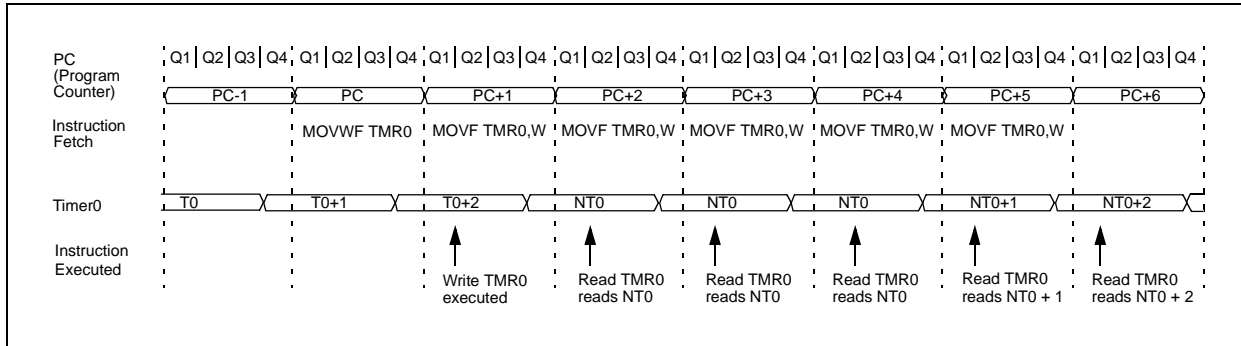 PC
(Program
Counter)
Q1 Q2 Q3 Q4 Q1 Q2 Q3 Q4 Q1 Q2 Q3 Q4 Q1 Q2 Q3 Q4 Q1 Q2 Q3 Q4 Q1 Q2 Q3 Q4 Q1 Q2 Q3 Q4 Q1 Q2 Q3 Q4
PC-1 PC PC+1 PC+2 PC+3 PC+4 PC+5 PC+6
Instruction
Fetch
MOVWF TMR0 MOVF TMR0,W MOVF TMR0,W MOVF TMR0,W MOVF TMR0,W MOVF TMR0,W
Timer0
T0 T0+1 T0+2 NT0 NT0 NT0 NT0+1 NT0+2
Instruction
Executed
Write TMR0
executed
Read TMR0
reads NT0
Read TMR0
reads NT0
Read TMR0
reads NT0
Read TMR0
reads NT0 + 1
Read TMR0
reads NT0 + 2